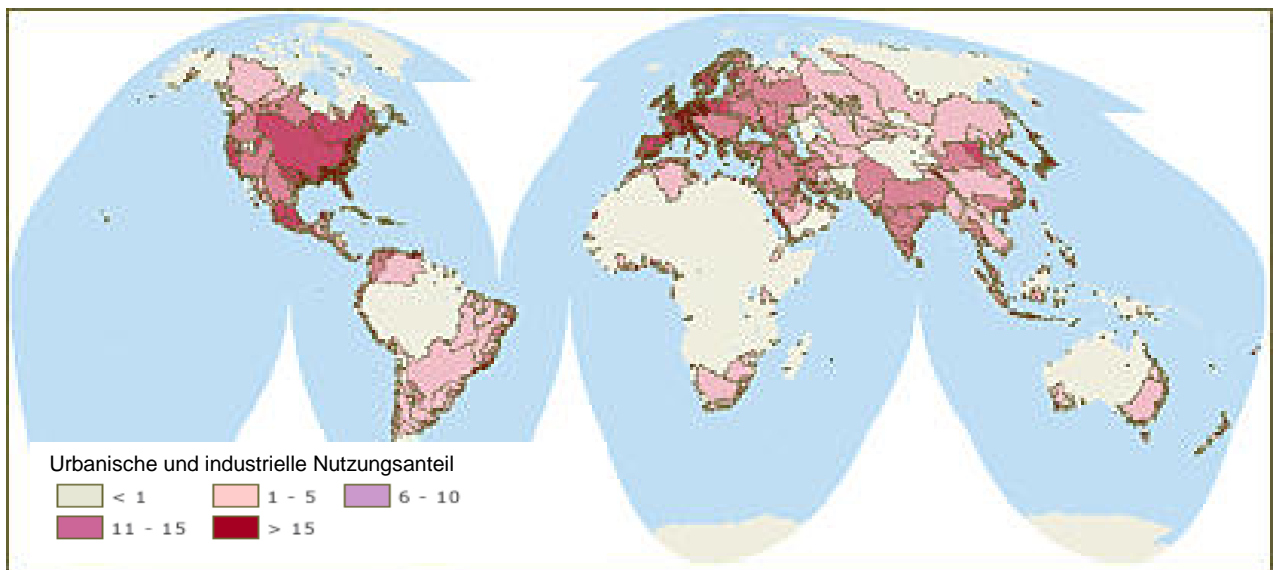 Urbanische und industrielle Nutzungsanteil
< 1 1 - 5 6 - 10
11 - 15 > 15